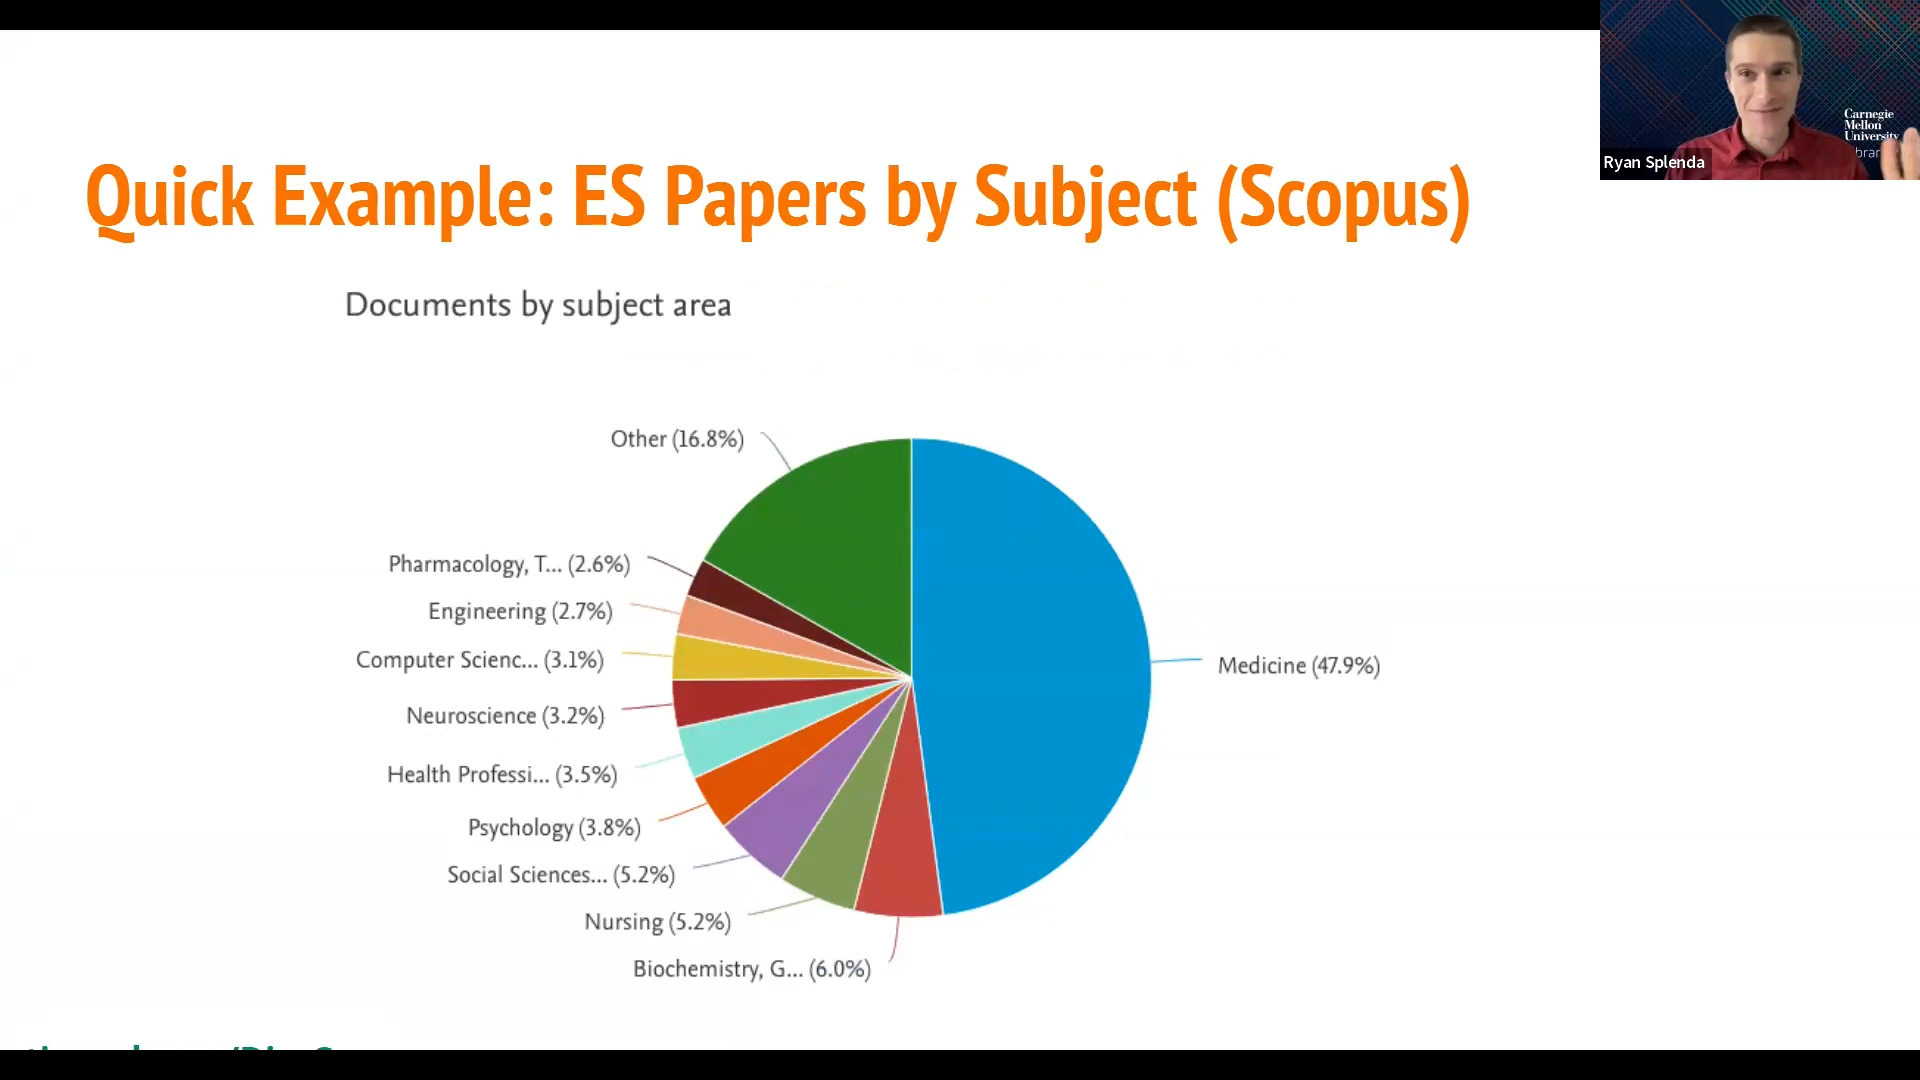 Carnegie
Mellon
University
Ryan Splenda
Quick Example: ES Papers by Subject (Scopus)
Documents by subject area
Other (16.8%)
Pharmacology, T... (2.6%)
Engineering (2.7%)
Computer Scienc... (3.1%)
Medicine (47.9%)
Neuroscience (3.2%)
Health Professi... (3.5%)
Psychology (3.8%)
Social Sciences... (5.2%)
Nursing (5.2%)
Biochemistry, G... (6.0%)